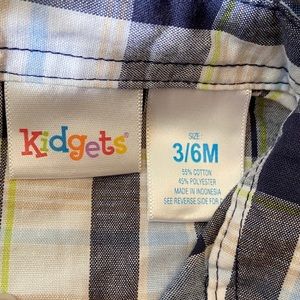 Kidgets®
SIZE:
3/6M
55% COTTON
45% POLYESTER
MADE IN INDONESIA
SEE REVERSE SIDE FOR